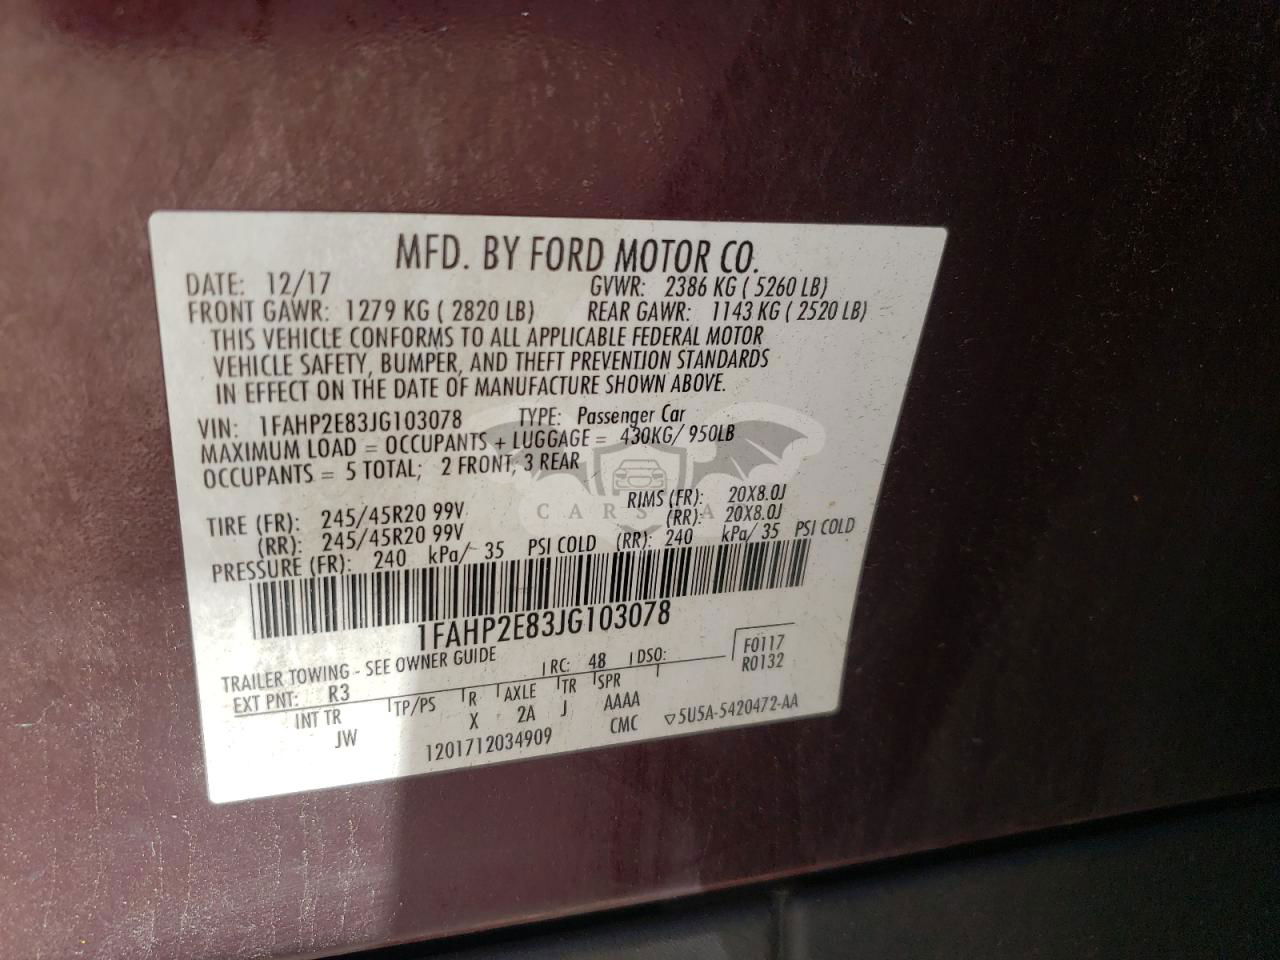 MFD. BY FORD MOTOR CO.
DATE: 12/17 GVWR: 2386 KG ( 5260 LB)
FRONT GAWR: 1279 KG ( 2820 LB) REAR GAWR: 1143 KG ( 2520 LB)
THIS VEHICLE CONFORMS TO ALL APPLICABLE FEDERAL MOTOR
VEHICLE SAFETY, BUMPER, AND THEFT PREVENTION STANDARDS
IN EFFECT ON THE DATE OF MANUFACTURE SHOWN ABOVE.
VIN: 1FAHP2E83JG103078 TYPE: Passenger Car
MAXIMUM LOAD = OCCUPANTS + LUGGAGE = 430KG/ 950LB
OCCUPANTS = 5 TOTAL; 2 FRONT, 3 REAR
TIRE (FR): 245/45R20 99V RIMS (FR): 20X8.0J
(RR): 245/45R20 99V (RR): 20X8.0J
PRESSURE (FR): 240 kPa/ 35 PSI COLD (RR): 240 kPa/ 35 PSI COLD
1FAHP2E83JG103078
TRAILER TOWING - SEE OWNER GUIDE
EXT PNT: R3 RC: 48 DSO: F0117
R0132
INT TR TP/PS R AXLE TR SPR
JW X 2A J AAAA
1201712034909 CMC 5U5A-5420472-AA